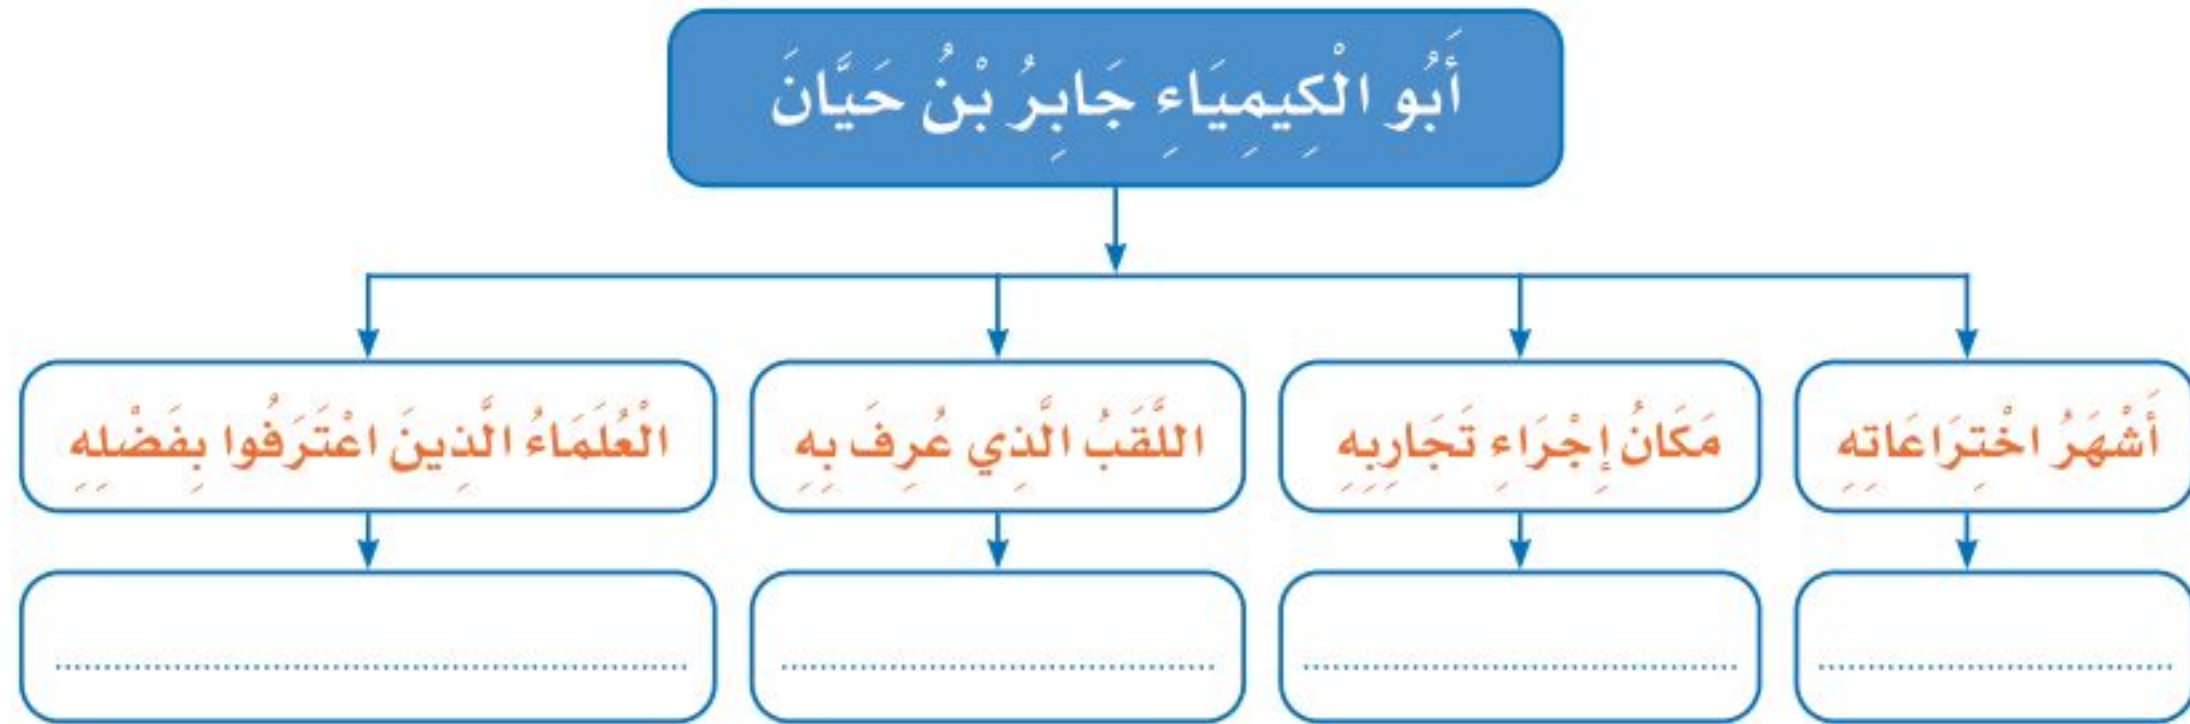 أَبُو الْكِيمِيَاءِ جَابِرُ بْنُ حَيَّانَ
أَشْهَرُ اخْتِرَاعَاتِهِ
مَكَانُ إِجْرَاءِ تَجَارِبِهِ
اللَّقَبُ الَّذِي عُرِفَ بِهِ
الْعُلَمَاءُ الَّذِينَ اعْتَرَفُوا بِفَضْلِهِ